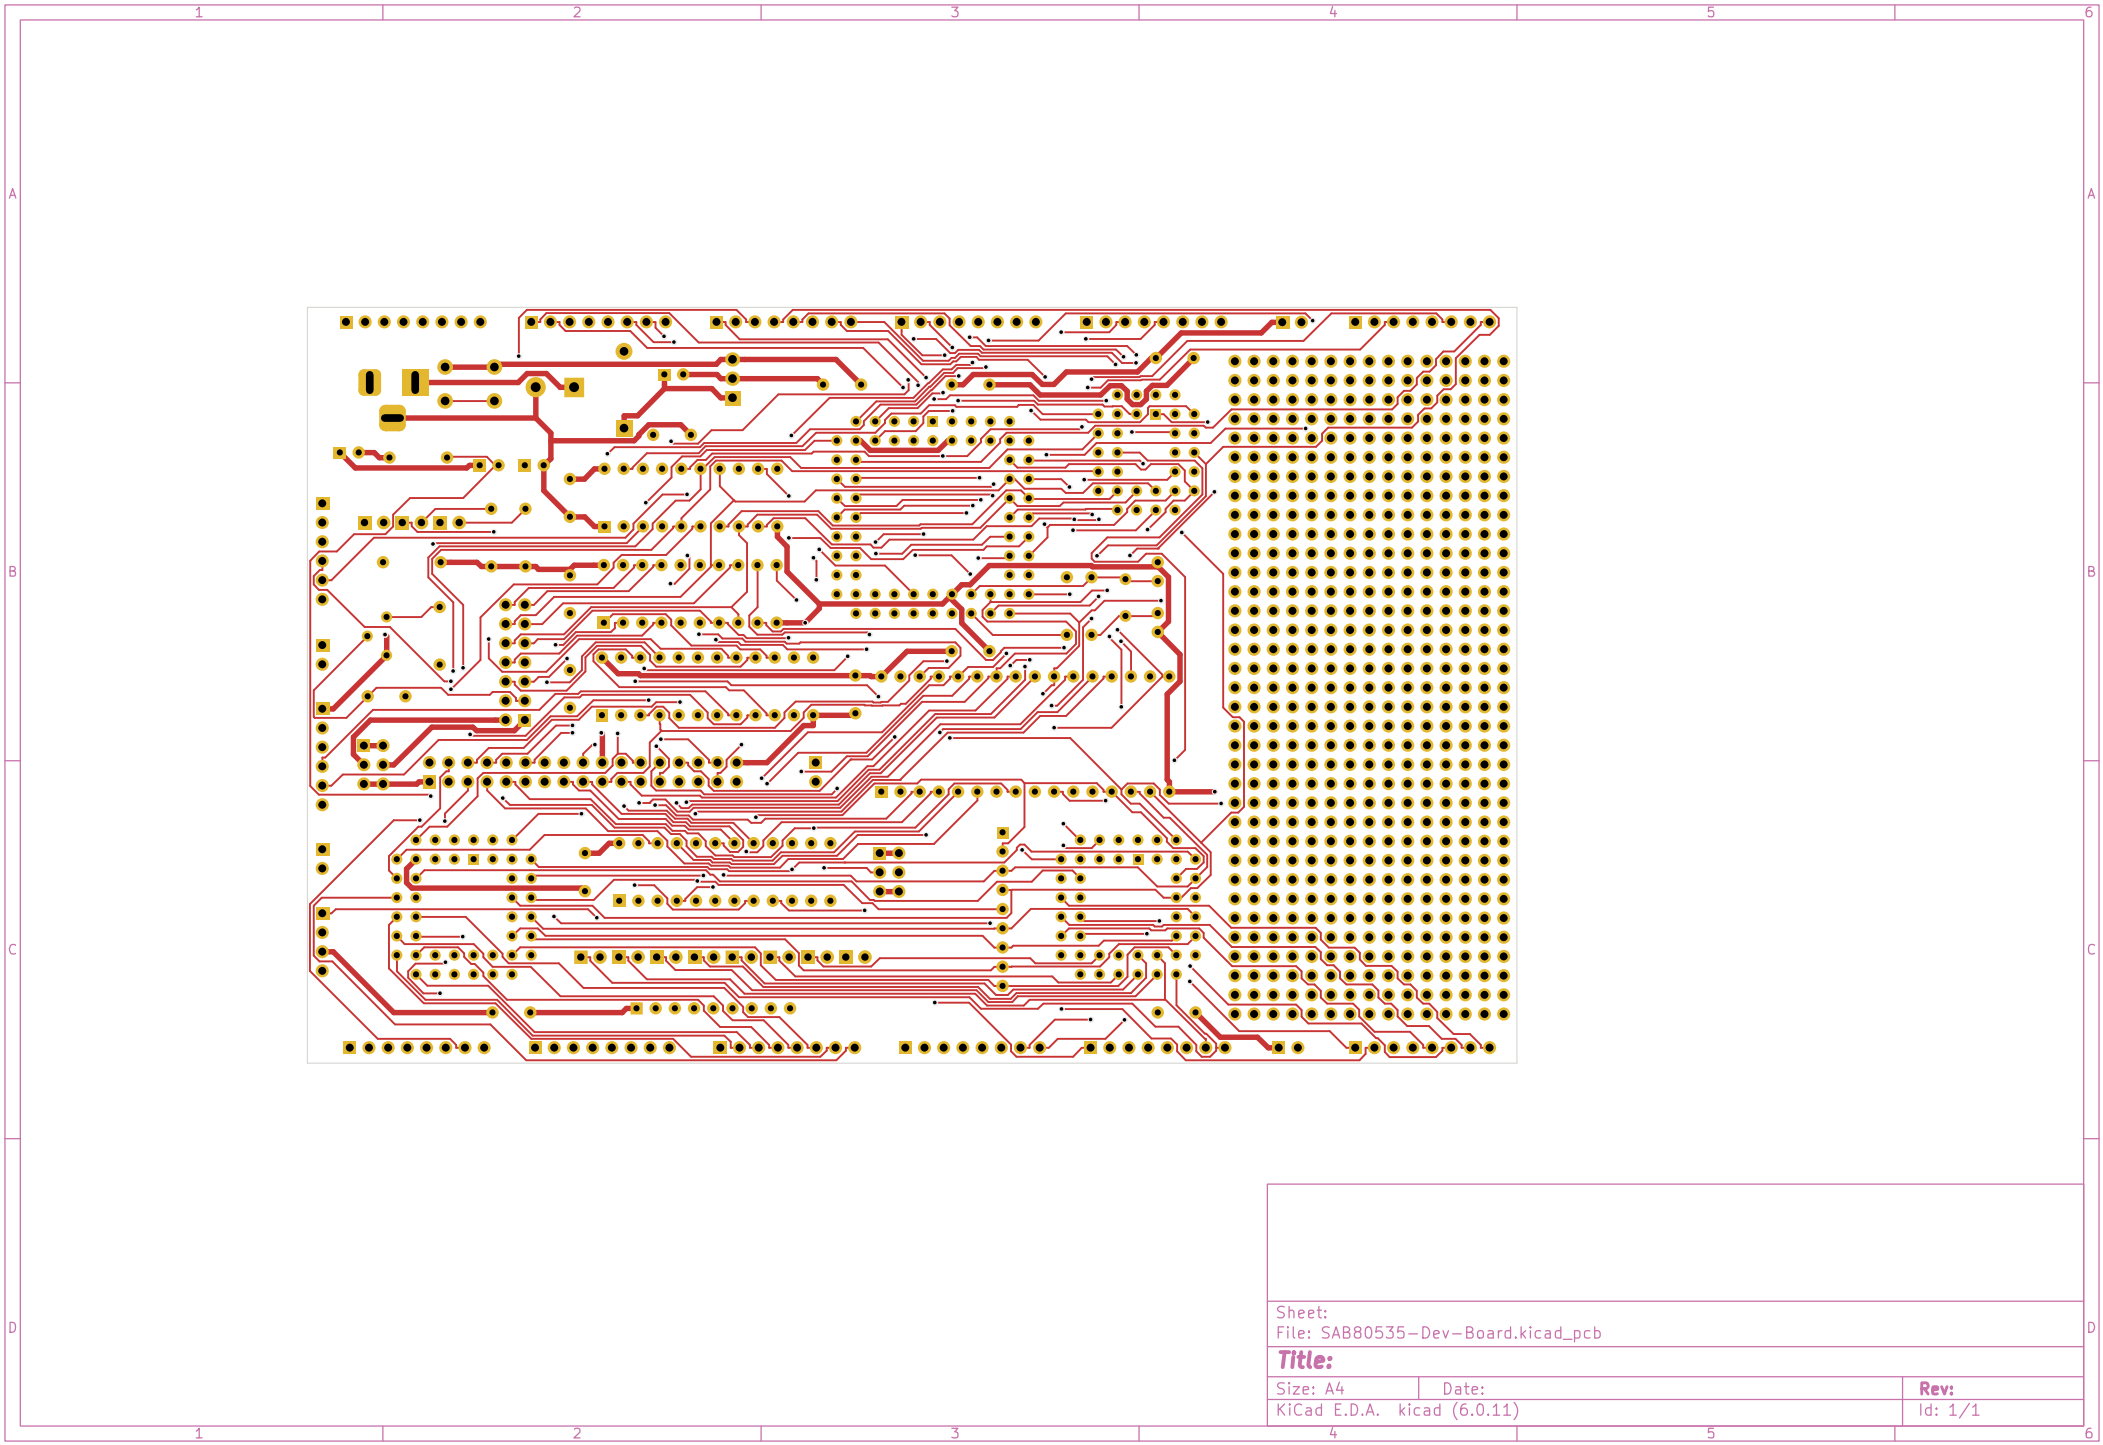 1 2 3 4 5 6
A A
B B
C C
D D
Sheet:
File: SAB80535-Dev-Board.kicad_pcb
Title:
Size: A4 Date: Rev:
KiCad E.D.A. kicad (6.0.11) Id: 1/1
1 2 3 4 5 6